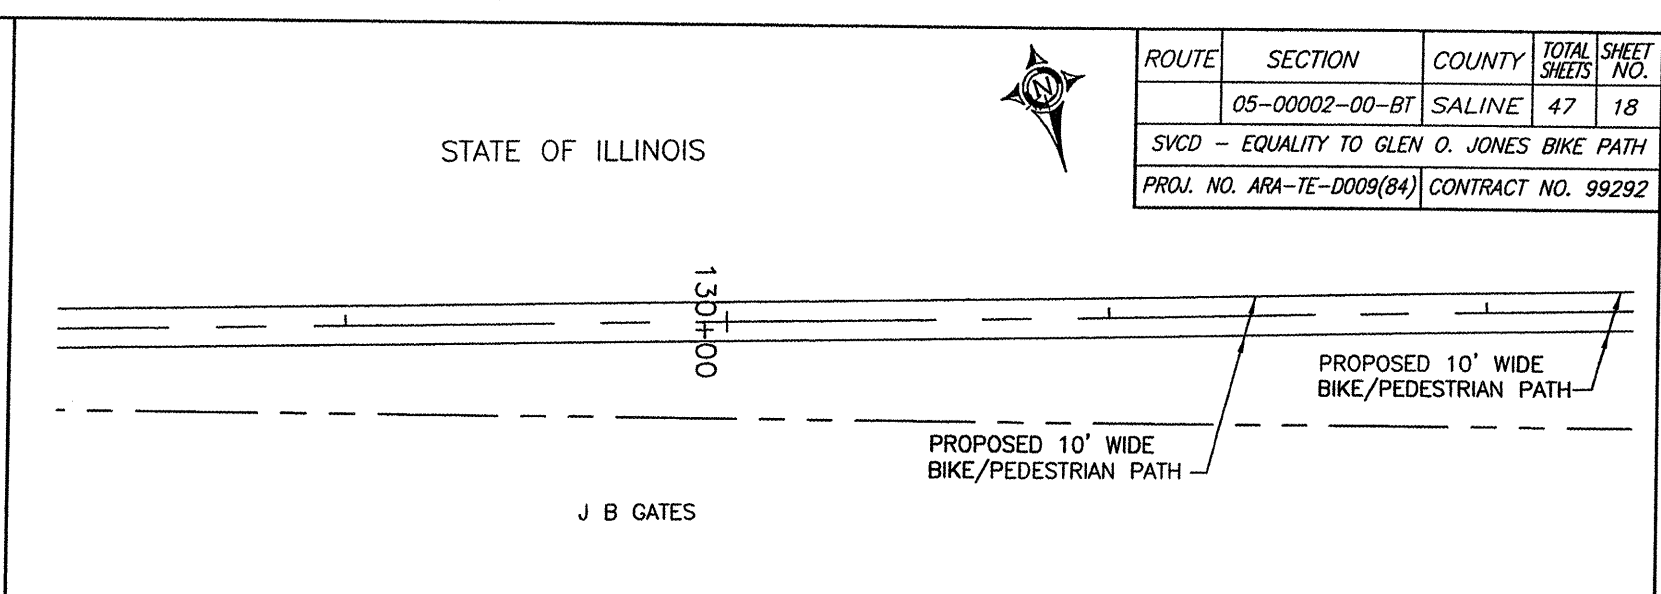 ROUTE SECTION COUNTY TOTAL SHEETS SHEET NO.
05-00002-00-BT SALINE 47 18
SVCD - EQUALITY TO GLEN O. JONES BIKE PATH
PROJ. NO. ARA-TE-D009(84) CONTRACT NO. 99292
N
STATE OF ILLINOIS
130+00
PROPOSED 10' WIDE
BIKE/PEDESTRIAN PATH
PROPOSED 10' WIDE
BIKE/PEDESTRIAN PATH
J B GATES